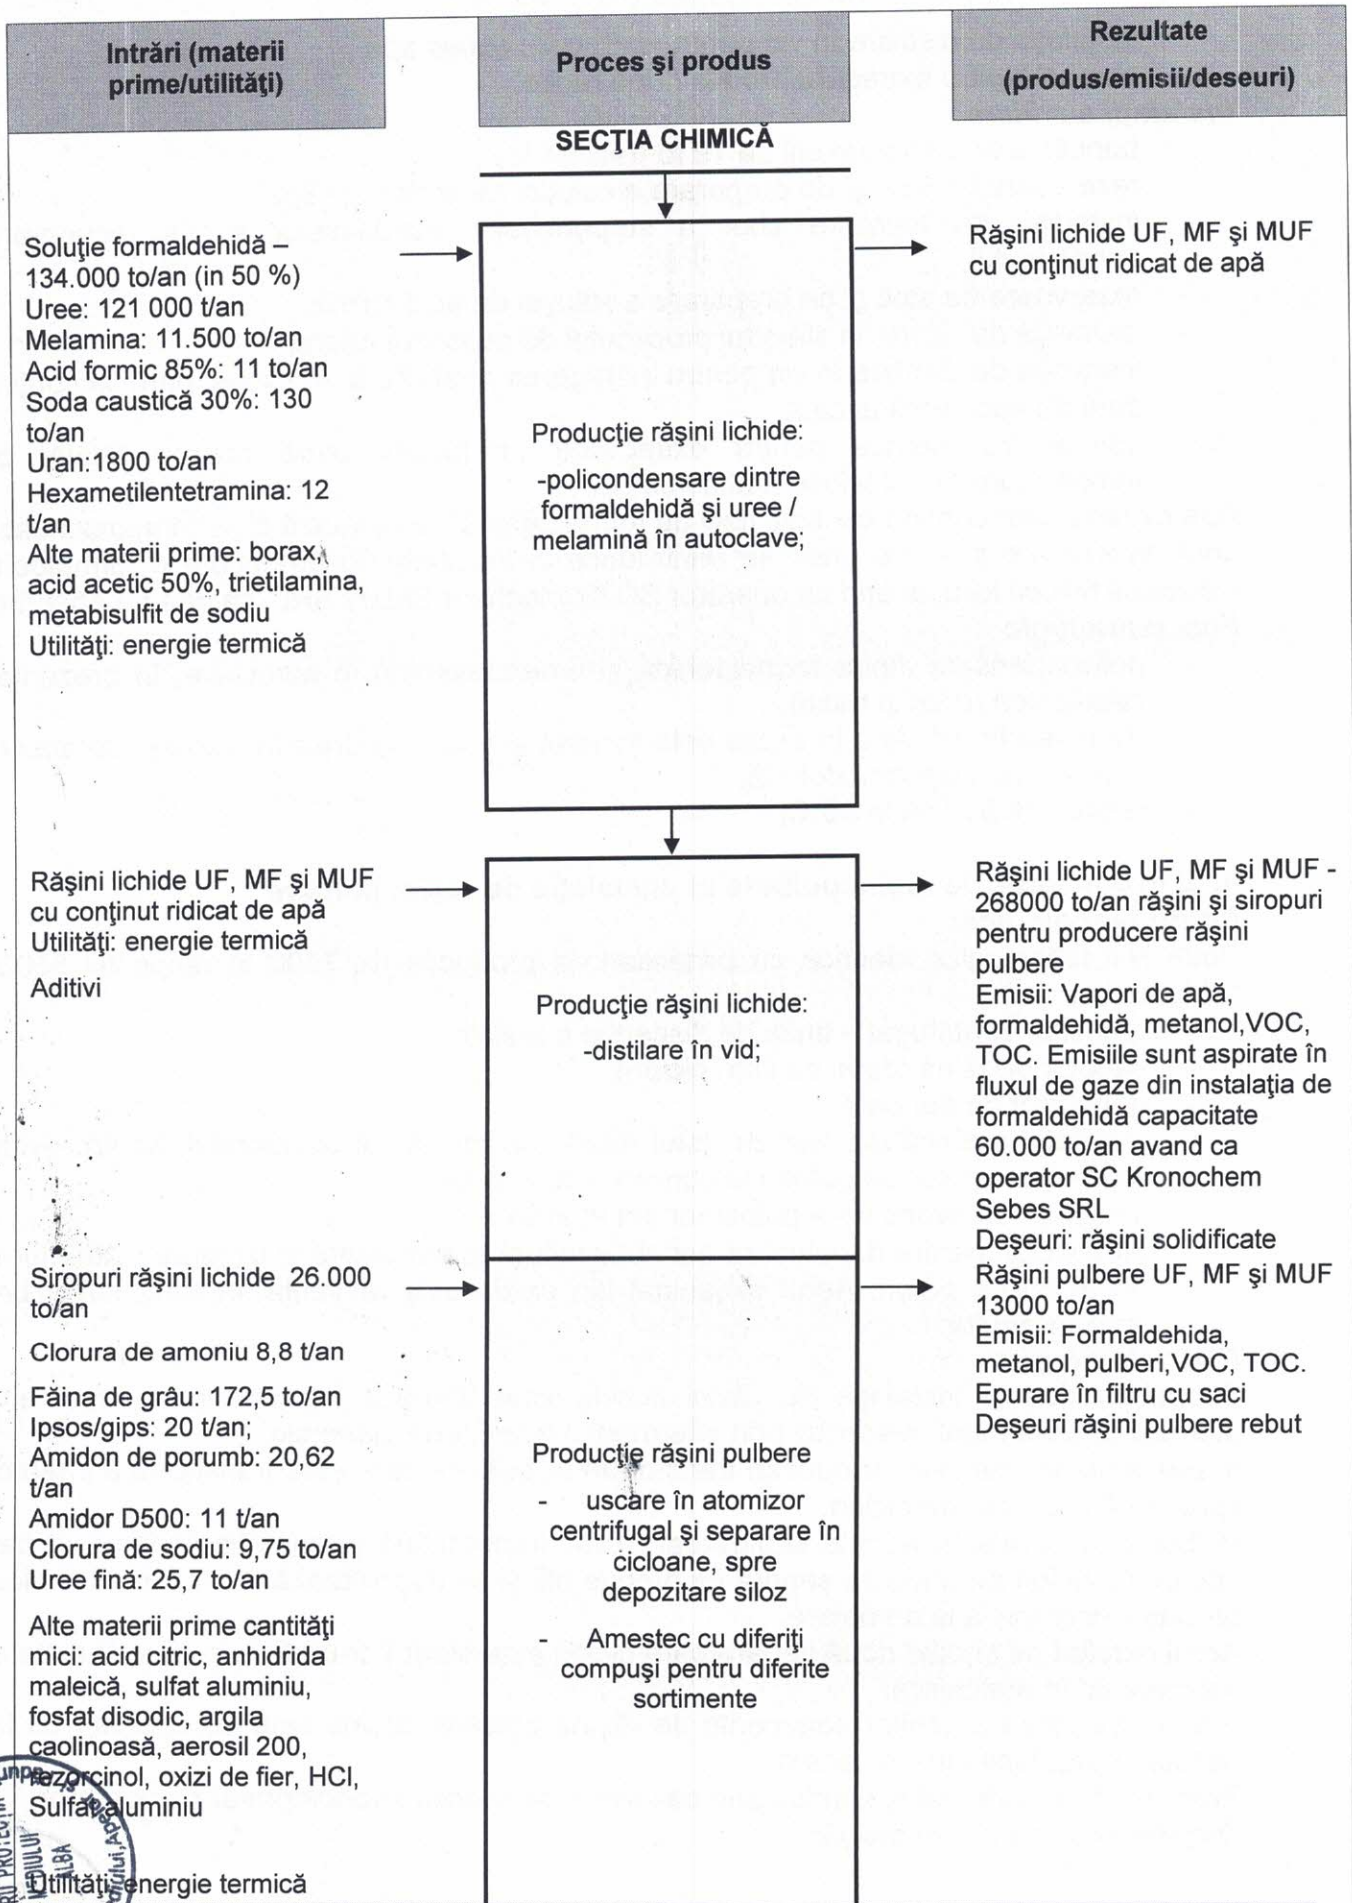 Intrări (materii
prime/utilităţi)
Proces şi produs
Rezultate
(produs/emisii/deseuri)
SECŢIA CHIMICĂ
Soluţie formaldehidă –
134.000 to/an (in 50 %)
Uree: 121 000 t/an
Melamina: 11.500 to/an
Acid formic 85%: 11 to/an
Soda caustică 30%: 130
to/an
Uran:1800 to/an
Hexametilentetramina: 12
t/an
Alte materii prime: borax,
acid acetic 50%, trietilamina,
metabisulfit de sodiu
Utilităţi: energie termică
Producţie răşini lichide:
-policondensare dintre
formaldehidă şi uree /
melamină în autoclave;
Răşini lichide UF, MF şi MUF
cu conţinut ridicat de apă
Răşini lichide UF, MF şi MUF
cu conţinut ridicat de apă
Utilităţi: energie termică
Aditivi
Producţie răşini lichide:
-distilare în vid;
Răşini lichide UF, MF şi MUF -
268000 to/an răşini şi siropuri
pentru producere răşini
pulbere
Emisii: Vapori de apă,
formaldehidă, metanol,VOC,
TOC. Emisiile sunt aspirate în
fluxul de gaze din instalaţia de
formaldehidă capacitate
60.000 to/an avand ca
operator SC Kronochem
Sebes SRL
Deşeuri: răşini solidificate
Siropuri răşini lichide 26.000
to/an
Clorura de amoniu 8,8 t/an
Făina de grâu: 172,5 to/an
Ipsos/gips: 20 t/an;
Amidon de porumb: 20,62
t/an
Amidor D500: 11 t/an
Clorura de sodiu: 9,75 to/an
Uree fină: 25,7 to/an
Alte materii prime cantităţi
mici: acid citric, anhidrida
maleică, sulfat aluminiu,
fosfat disodic, argila
caolinoasă, aerosil 200,
rezorcinol, oxizi de fier, HCl,
Sulfat aluminiu
Utilităţi: energie termică
Producţie răşini pulbere
- uscare în atomizor
centrifugal şi separare în
cicloane, spre
depozitare siloz
- Amestec cu diferiţi
compuşi pentru diferite
sortimente
Răşini pulbere UF, MF şi MUF
13000 to/an
Emisii: Formaldehida,
metanol, pulberi,VOC, TOC.
Epurare în filtru cu saci
Deşeuri răşini pulbere rebut
ALBA